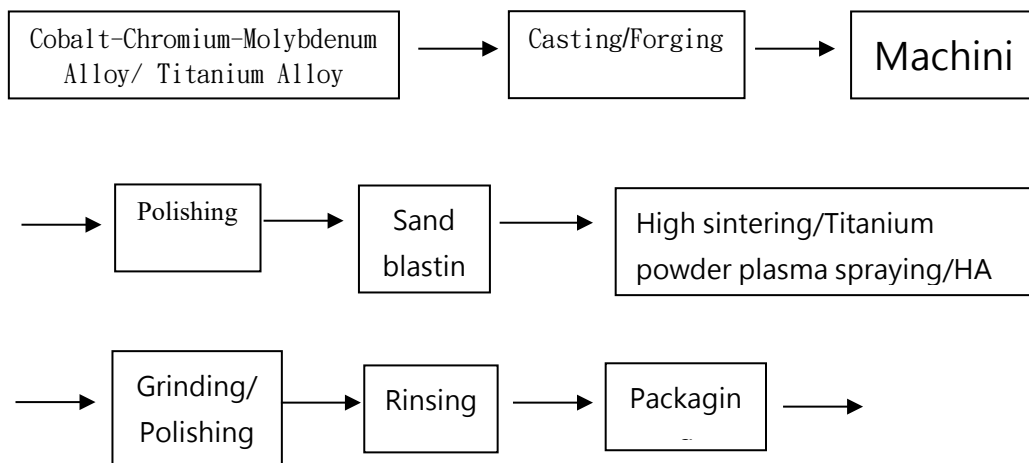 Cobalt-Chromium-Molybdenum
Alloy/ Titanium Alloy
Casting/Forging
Machini
Polishing
Sand
blastin
High sintering/Titanium
powder plasma spraying/HA
Grinding/
Polishing
Rinsing
Packagin